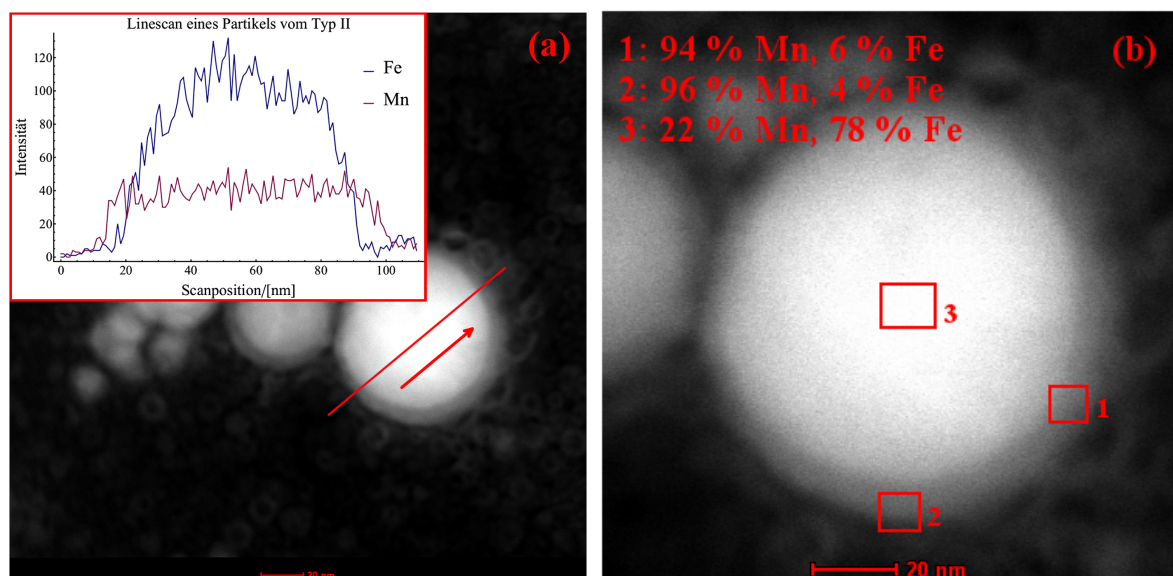 Linescan eines Partikels vom Typ II
(a)
Fe
Mn
Intensität
120
100
80
60
40
20
0
0
20
40
60
80
100
Scanposition/[nm]
20 nm
(b)
1: 94 % Mn, 6 % Fe
2: 96 % Mn, 4 % Fe
3: 22 % Mn, 78 % Fe
3
1
2
20 nm